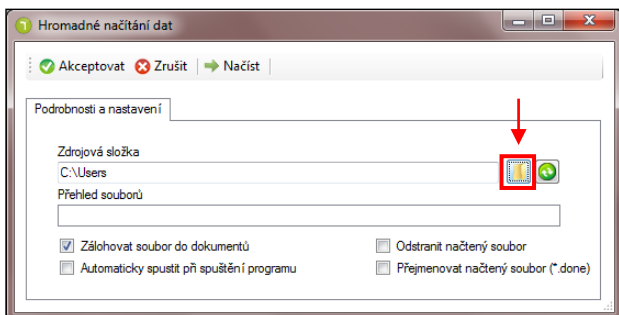 Hromadné načítání dat
Akceptovat Zrušit Načíst
Podrobnosti a nastavení
Zdrojová složka
C:\Users
Přehled souborů
Zálohovat soubor do dokumentů Odstranit načtený soubor
Automaticky spustit při spuštění programu Přejmenovat načtený soubor (*.done)